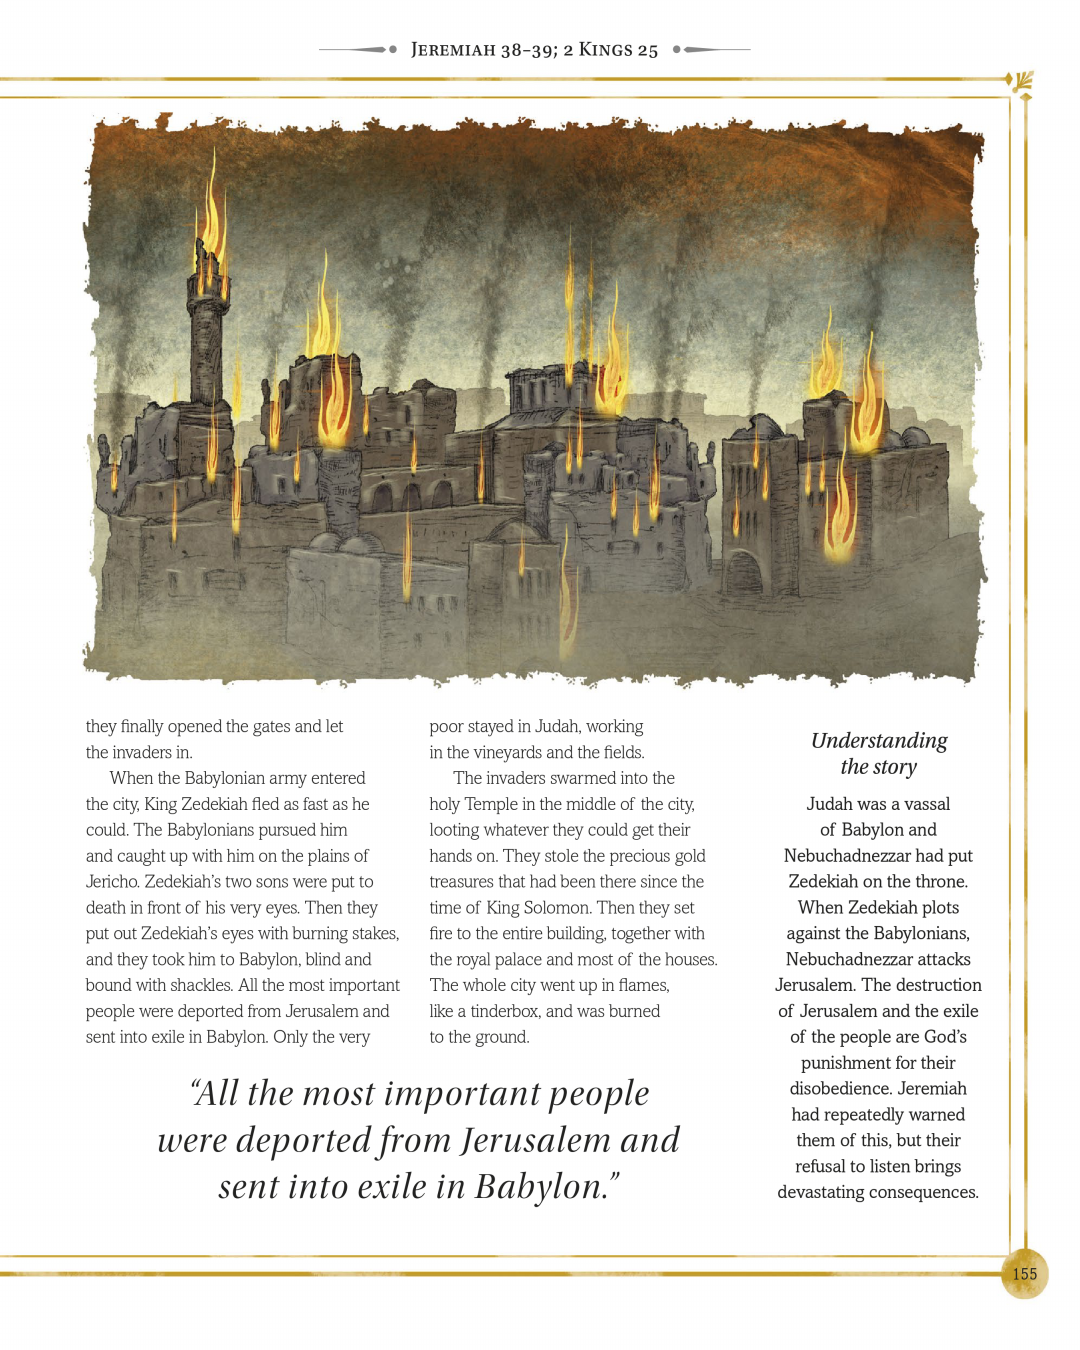 Jeremiah 38–39; 2 Kings 25
they finally opened the gates and let
the invaders in.
When the Babylonian army entered
the city, King Zedekiah fled as fast as he
could. The Babylonians pursued him
and caught up with him on the plains of
Jericho. Zedekiah’s two sons were put to
death in front of his very eyes. Then they
put out Zedekiah’s eyes with burning stakes,
and they took him to Babylon, blind and
bound with shackles. All the most important
people were deported from Jerusalem and
sent into exile in Babylon. Only the very
poor stayed in Judah, working
in the vineyards and the fields.
The invaders swarmed into the
holy Temple in the middle of the city,
looting whatever they could get their
hands on. They stole the precious gold
treasures that had been there since the
time of King Solomon. Then they set
fire to the entire building, together with
the royal palace and most of the houses.
The whole city went up in flames,
like a tinderbox, and was burned
to the ground.
“All the most important people
were deported from Jerusalem and
sent into exile in Babylon.”
Understanding
the story
Judah was a vassal
of Babylon and
Nebuchadnezzar had put
Zedekiah on the throne.
When Zedekiah plots
against the Babylonians,
Nebuchadnezzar attacks
Jerusalem. The destruction
of Jerusalem and the exile
of the people are God’s
punishment for their
disobedience. Jeremiah
had repeatedly warned
them of this, but their
refusal to listen brings
devastating consequences.
155